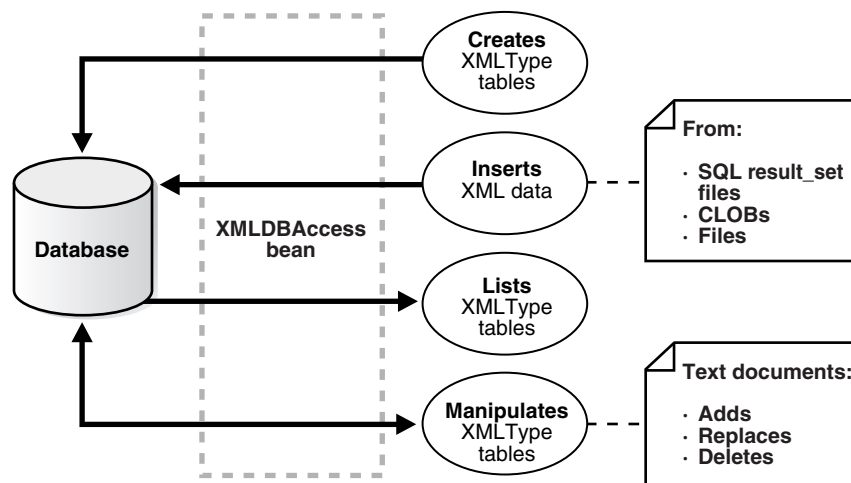 Creates
XMLType
tables
From:
· SQL result_set
files
· CLOBs
· Files
Inserts
XML data
Database
XMLDBAccess
bean
Lists
XMLType
tables
Manipulates
XMLType
tables
Text documents:
· Adds
· Replaces
· Deletes